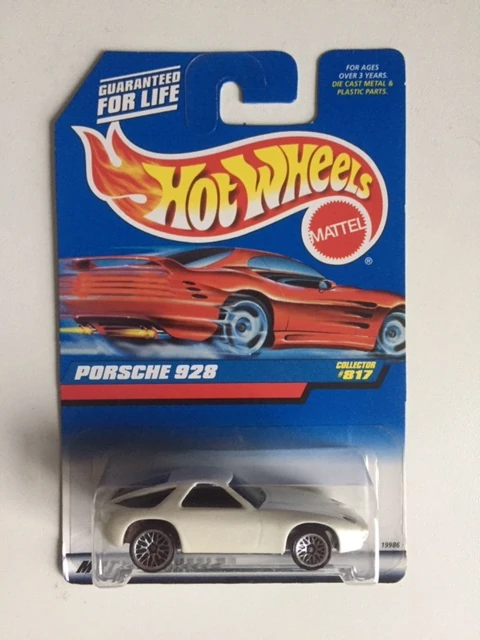 GUARANTEED
FOR LIFE
FOR AGES
OVER 3 YEARS.
DIE CAST METAL &
PLASTIC PARTS.
HOT WHEELS
MATTEL
®
PORSCHE 928
COLLECTOR
#817
19986